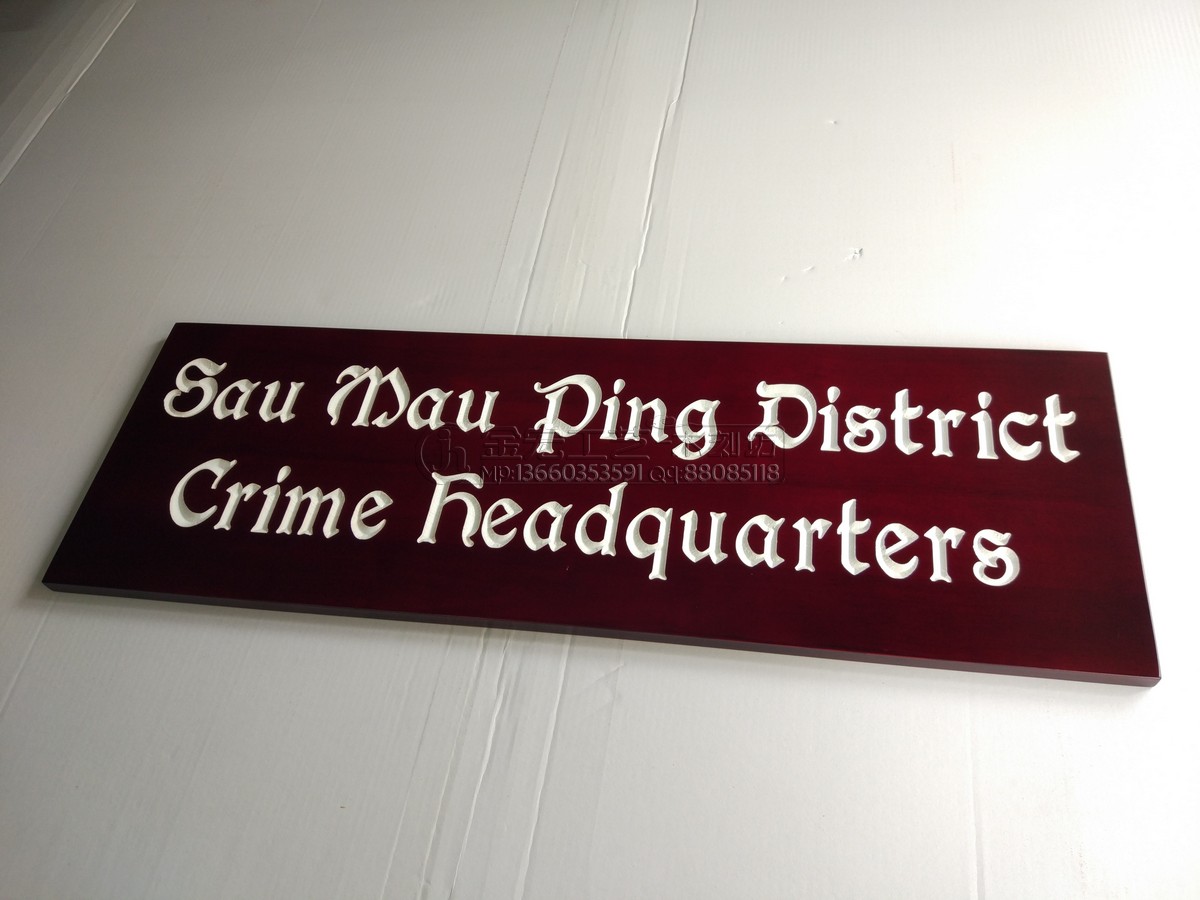 Sau Mau Ping District
Crime Headquarters
MP:13660353591 QQ:88085118